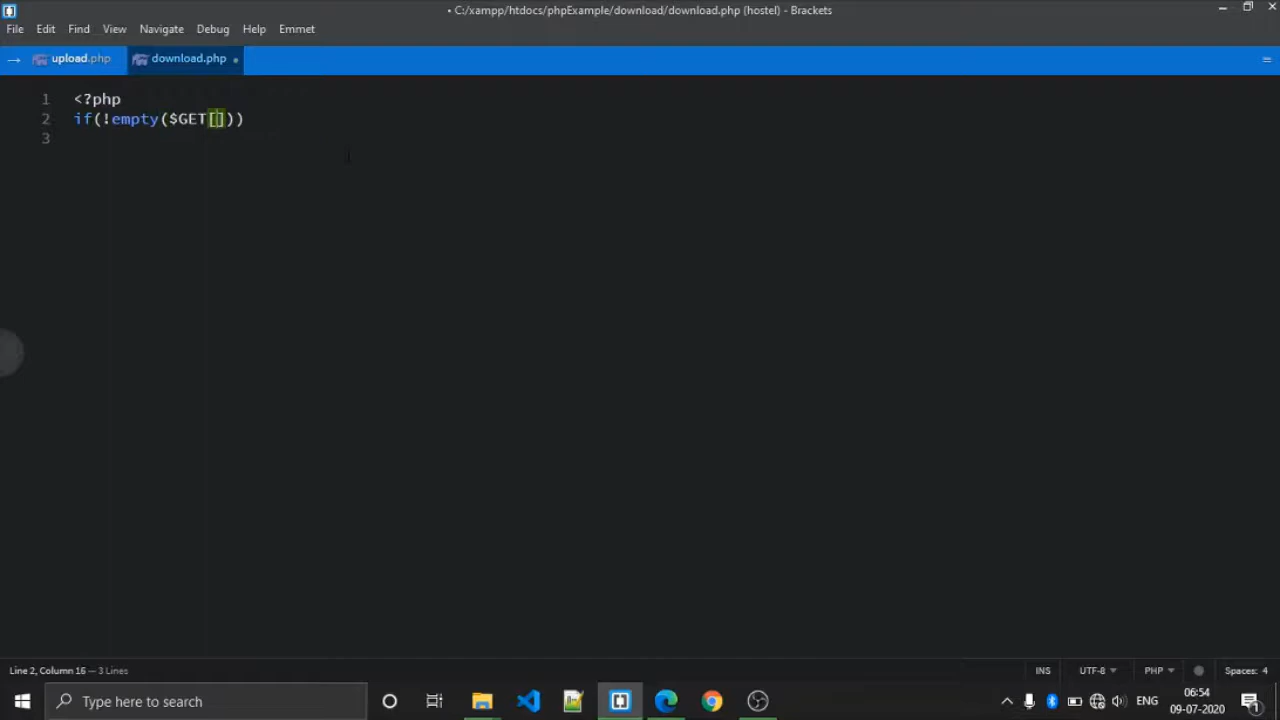 • C:/xampp/htdocs/phpExample/download/download.php (hostel) - Brackets
File Edit Find View Navigate Debug Help Emmet
→ upload.php download.php •
1 <?php
2 if(!empty($GET[]))
3
Line 2, Column 16 — 3 Lines INS UTF-8 PHP Spaces: 4
Type here to search
ENG
06:54
09-07-2020
1